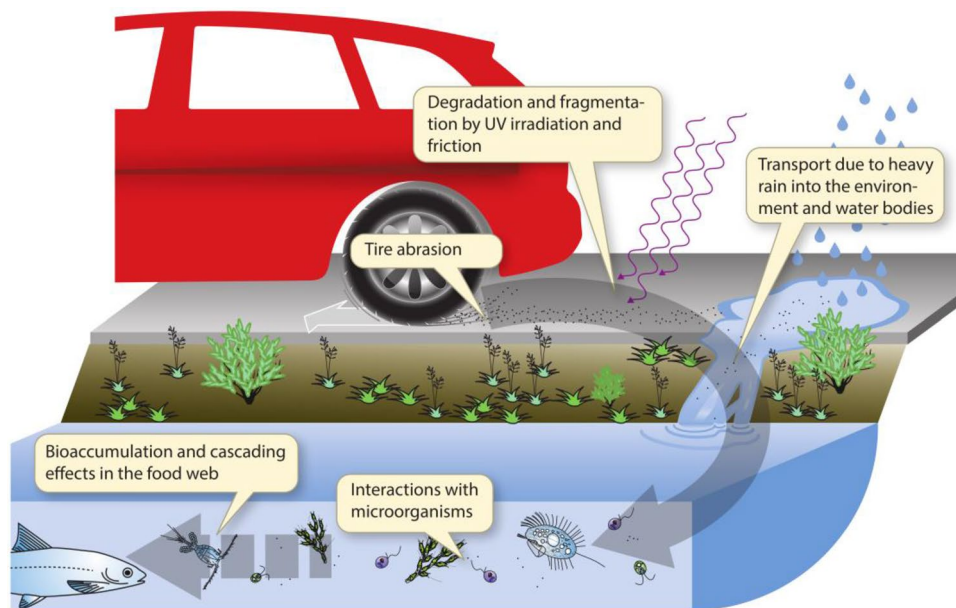 Degradation and fragmenta-
tion by UV irradiation and
friction
Transport due to heavy
rain into the environ-
ment and water bodies
Tire abrasion
Bioaccumulation and cascading
effects in the food web
Interactions with
microorganisms